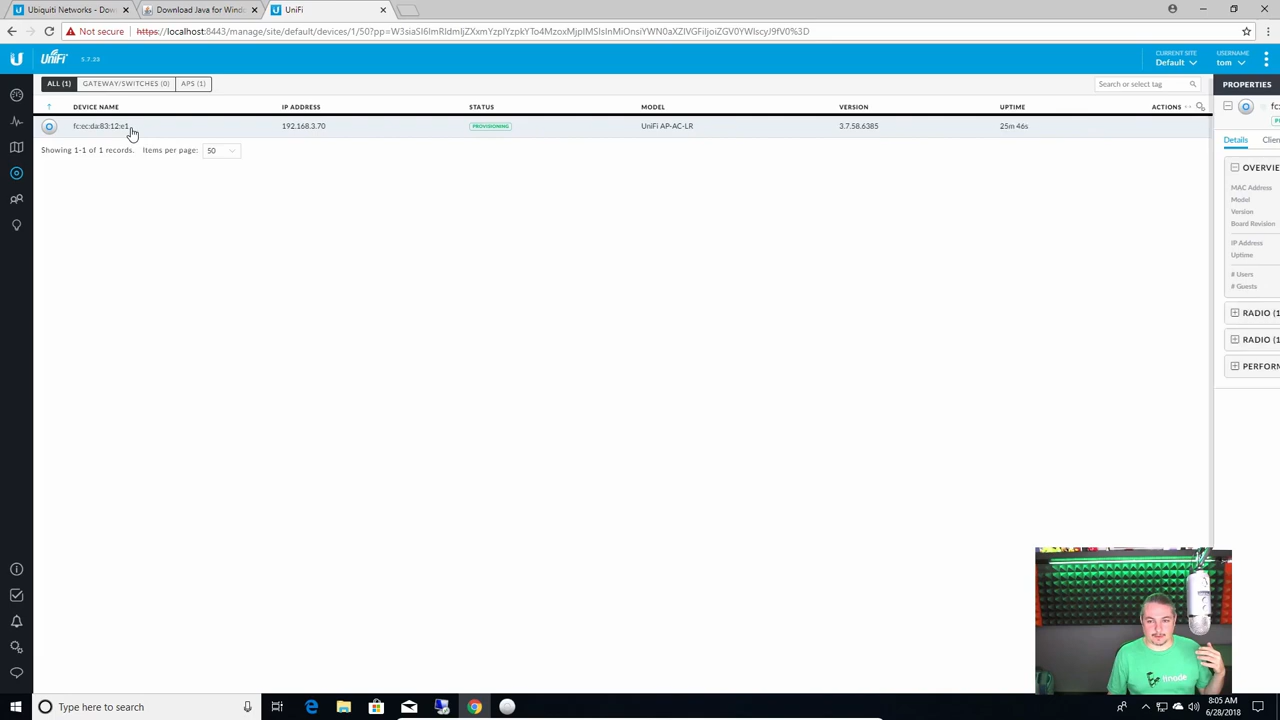 Ubiquiti Networks - Dow
Download Java for Windo
UniFi
Not secure
https://localhost:8443/manage/site/default/devices/1/50?pp=
UniFi
5.7.23
CURRENT SITE
Default
USERNAME
tom
ALL (1)
GATEWAY/SWITCHES (0)
APS (1)
Search or select tag
PROPERTIES
DEVICE NAME
IP ADDRESS
STATUS
MODEL
VERSION
UPTIME
ACTIONS
fc:ec:da:83:12:e1
192.168.3.70
PROVISIONING
UniFi AP-AC-LR
3.7.58.6385
25m 46s
Showing 1-1 of 1 records.
Items per page:
50
fc:
Details
Clien
OVERVIE
MAC Address
Model
Version
Board Revision
IP Address
Uptime
# Users
# Guests
RADIO (1
RADIO (1
PERFORM
linode
Type here to search
8:05 AM
6/28/2018